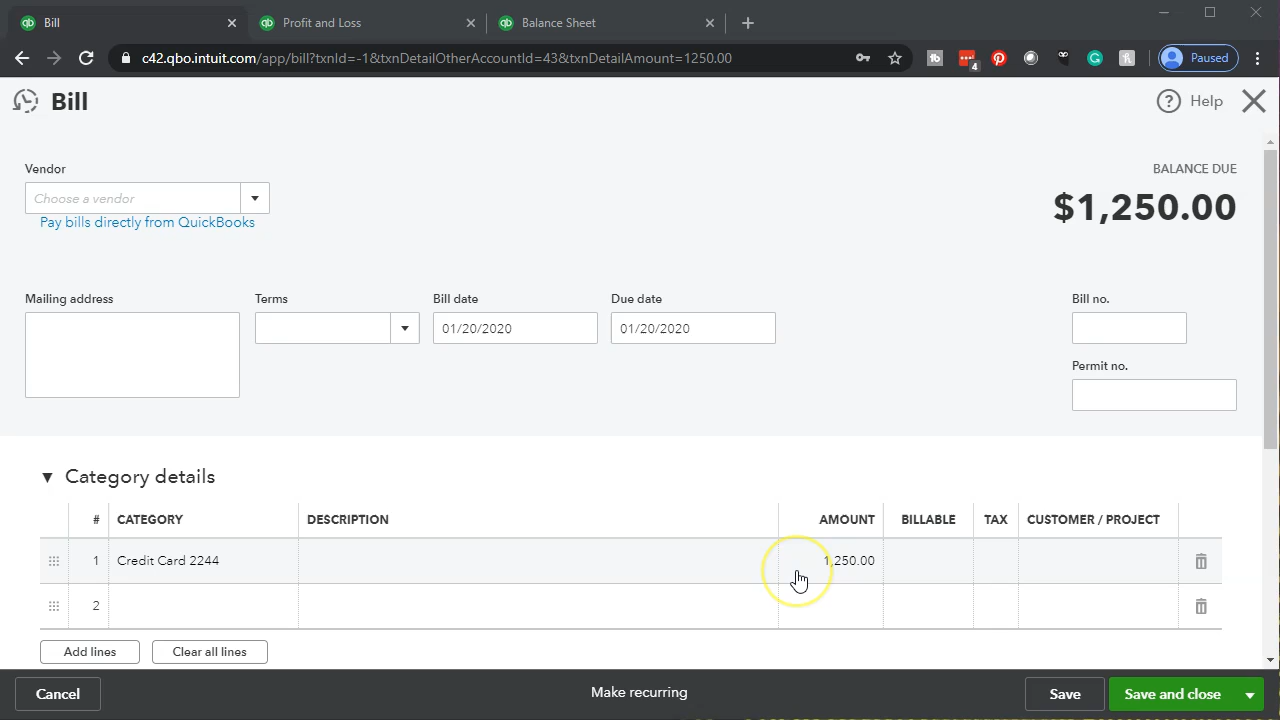 Bill
Profit and Loss
Balance Sheet
c42.qbo.intuit.com/app/bill?txnId=-1&txnDetailOtherAccountId=43&txnDetailAmount=1250.00
4
Paused
Bill
Help
Vendor
BALANCE DUE
Choose a vendor
$1,250.00
Pay bills directly from QuickBooks
Mailing address
Terms
Bill date
Due date
Bill no.
01/20/2020
01/20/2020
Permit no.
Category details
# CATEGORY DESCRIPTION AMOUNT BILLABLE TAX CUSTOMER / PROJECT
1 Credit Card 2244 1,250.00
2
Add lines
Clear all lines
Cancel
Make recurring
Save
Save and close